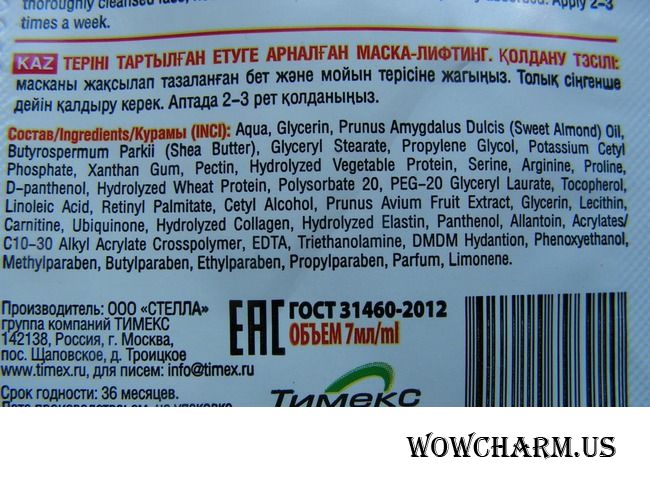 thoroughly cleansed
Apply 2–3
times a week.
KAZ ТЕРІНІ ТАРТЫЛҒАН ЕТУГЕ АРНАЛҒАН МАСКА-ЛИФТИНГ. ҚОЛДАНУ ТӘСІЛІ:
масканы жақсылап тазаланған бет және мойын терісіне жағыңыз. Толық сіңгенше
дейін қалдыру керек. Аптада 2–3 рет қолданыңыз.
Состав/Ingredients/Курамы (INCI): Aqua, Glycerin, Prunus Amygdalus Dulcis (Sweet Almond) Oil,
Butyrospermum Parkii (Shea Butter), Glyceryl Stearate, Propylene Glycol, Potassium Cetyl
Phosphate, Xanthan Gum, Pectin, Hydrolyzed Vegetable Protein, Serine, Arginine, Proline,
D-panthenol, Hydrolyzed Wheat Protein, Polysorbate 20, PEG-20 Glyceryl Laurate, Tocopherol,
Linoleic Acid, Retinyl Palmitate, Cetyl Alcohol, Prunus Avium Fruit Extract, Glycerin, Lecithin,
Carnitine, Ubiquinone, Hydrolyzed Collagen, Hydrolyzed Elastin, Panthenol, Allantoin, Acrylates/
C10–30 Alkyl Acrylate Crosspolymer, EDTA, Triethanolamine, DMDM Hydantion, Phenoxyethanol,
Methylparaben, Butylparaben, Ethylparaben, Propylparaben, Parfum, Limonene.
Производитель: ООО «СТЕЛЛА»
группа компаний ТИМЕКС
142138, Россия, г. Москва,
пос. Щаповское, д. Троицкое
www.timex.ru, для писем: info@timex.ru
Срок годности: 36 месяцев.
EAC
ГОСТ 31460-2012
ОБЪЕМ 7мл/ml
Тимекс
WOWCHARM.US